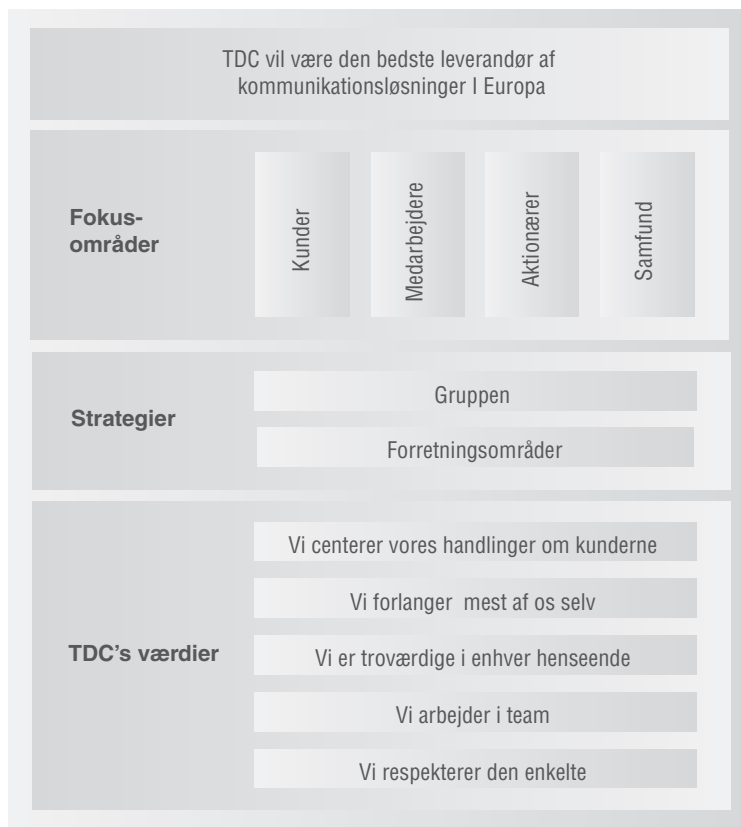 TDC vil være den bedste leverandør af
kommunikationsløsninger I Europa
Fokus-
områder
Kunder
Medarbejdere
Aktionærer
Samfund
Strategier
Gruppen
Forretningsområder
TDC's værdier
Vi centerer vores handlinger om kunderne
Vi forlanger  mest af os selv
Vi er troværdige i enhver henseende
Vi arbejder i team
Vi respekterer den enkelte